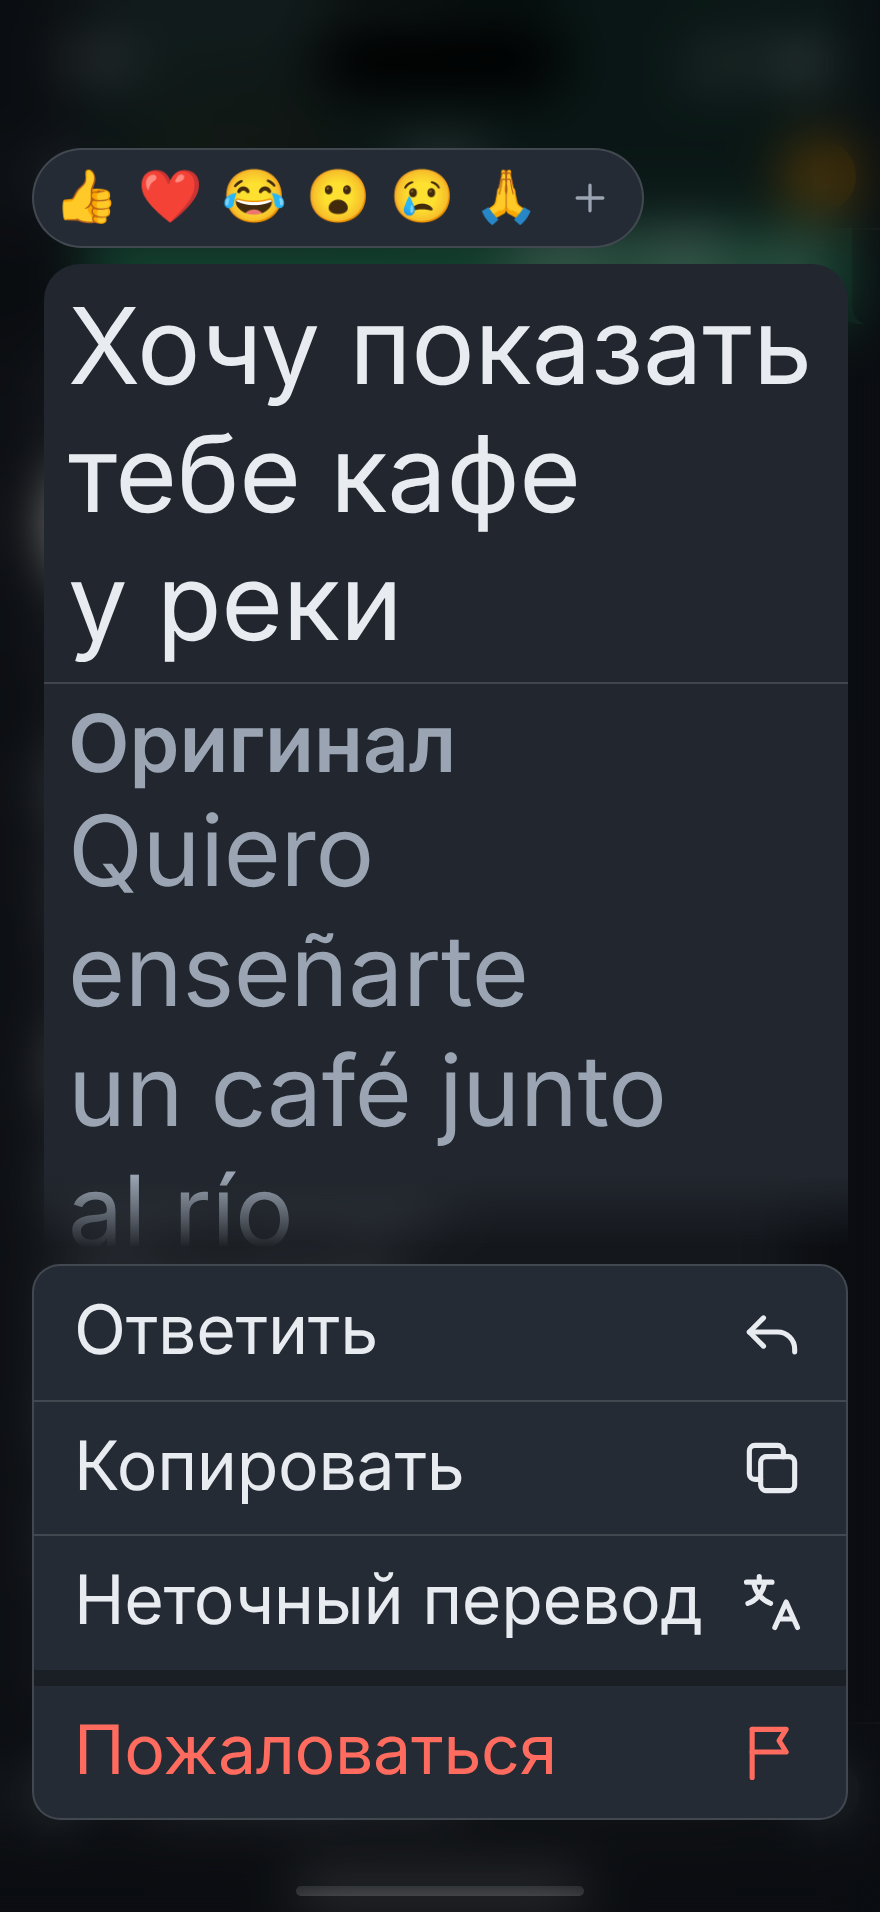 Хочу показать
тебе кафе
у реки
Оригинал
Quiero
enseñarte
un café junto
al río
Ответить
Копировать
Неточный перевод
Пожаловаться